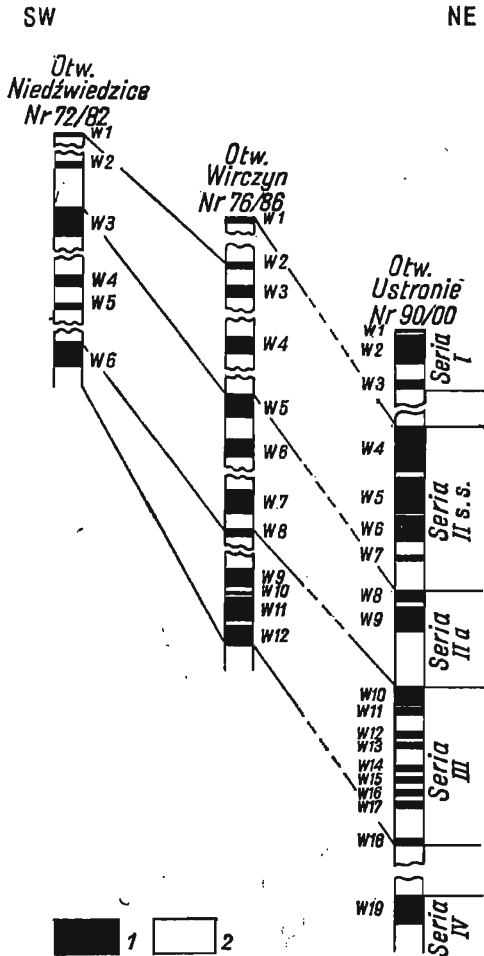 SW
NE
Otw.
Niedźwiedzice
Nr 72/82
W1
W2
W3
W4
W5
W6
Otw.
Wirczyn
Nr 76/86
W1
W2
W3
W4
W5
W6
W7
W8
W9
W10
W11
W12
Otw.
Ustronie
Nr 90/00
W1
W2
W3
W4
W5
W6
W7
W8
W9
W10
W11
W12
W13
W14
W15
W16
W17
W18
W19
Seria
I
Seria
II s.s.
Seria
II a
Seria
III
Seria
IV
1
2